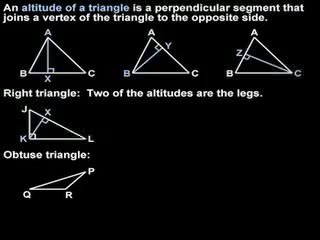 An altitude of a triangle is a perpendicular segment that
joins a vertex of the triangle to the opposite side.
A A A
Y Z
B X C B C B C
Right triangle:  Two of the altitudes are the legs.
J X
K L
Obtuse triangle:
P
Q R